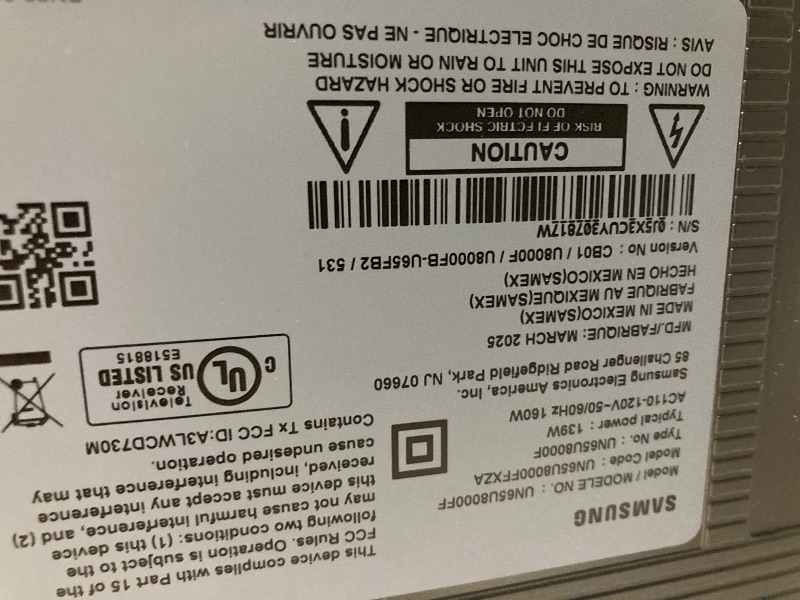 SAMSUNG
Model / MODELE NO. : UN65U8000FF
Model Code : UN65U8000FFXZA
Type No. : UN65U8000F
Typical power : 139W
AC110-120V~50/60Hz 160W
Samsung Electronics America, Inc.
85 Challenger Road Ridgefield Park, NJ 07660
MFD./FABRIQUE: MARCH 2025
MADE IN MEXICO(SAMEX)
FABRIQUE AU MEXIQUE(SAMEX)
HECHO EN MEXICO(SAMEX)
Version No : CB01 / U8000F / U8000FB-U65FB2 / 531
S/N : 0J5X3CUY307817W
CAUTION
RISK OF ELECTRIC SHOCK
DO NOT OPEN
WARNING : TO PREVENT FIRE OR SHOCK HAZARD
DO NOT EXPOSE THIS UNIT TO RAIN OR MOISTURE
AVIS : RISQUE DE CHOC ELECTRIQUE - NE PAS OUVRIR
This device complies with Part 15 of the
FCC Rules. Operation is subject to the
following two conditions: (1) this device
may not cause harmful interference, and (2)
this device must accept any interference
received, including interference that may
cause undesired operation.
Contains Tx FCC ID:A3LWCD730M
Television
Receiver
C UL US LISTED
E518815